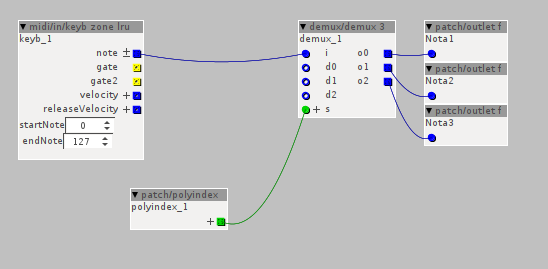 ▼ midi/in/keyb zone lru
keyb_1
note +
gate
gate2
velocity +
releaseVelocity +
startNote 0
endNote 127
▼ demux/demux 3
demux_1
i o0
d0 o1
d1 o2
d2
+ s
▼ patch/outlet f
Nota1
▼ patch/outlet f
Nota2
▼ patch/outlet f
Nota3
▼ patch/polyindex
polyindex_1
+